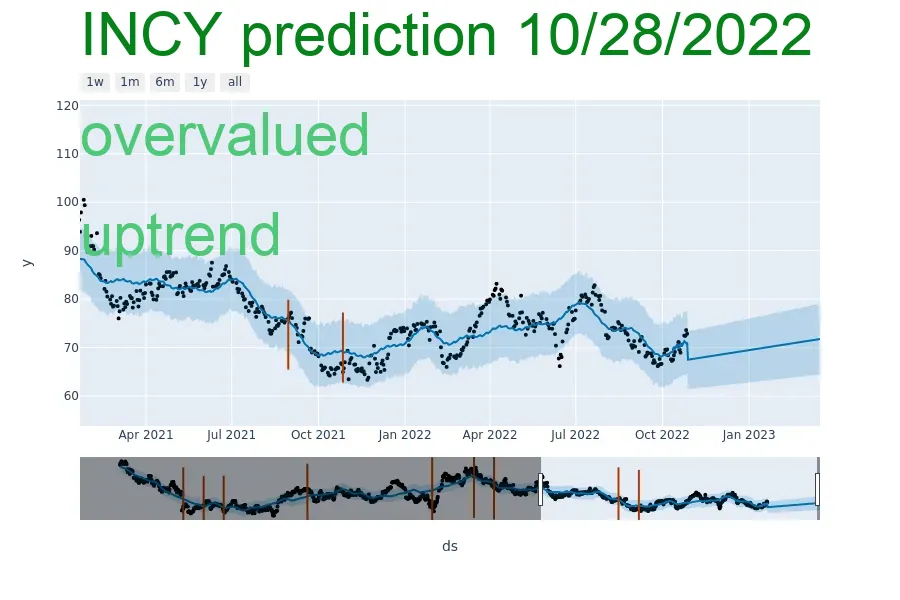 INCY prediction 10/28/2022
1w 1m 6m 1y all
120
overvalued
110
100
uptrend
90
y
80
70
60
Apr 2021 Jul 2021 Oct 2021 Jan 2022 Apr 2022 Jul 2022 Oct 2022 Jan 2023
ds